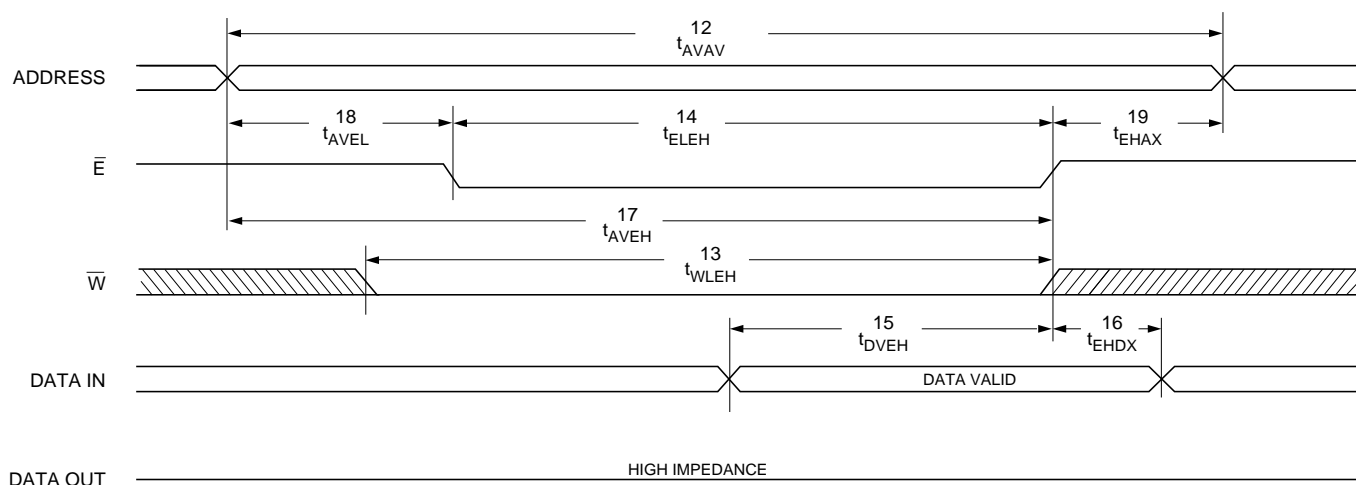 12
tAVAV
ADDRESS
18
tAVEL
14
tELEH
19
tEHAX
E̅
17
tAVEH
13
tWLEH
W̅
15
tDVEH
16
tEHDX
DATA IN
DATA VALID
HIGH IMPEDANCE
DATA OUT